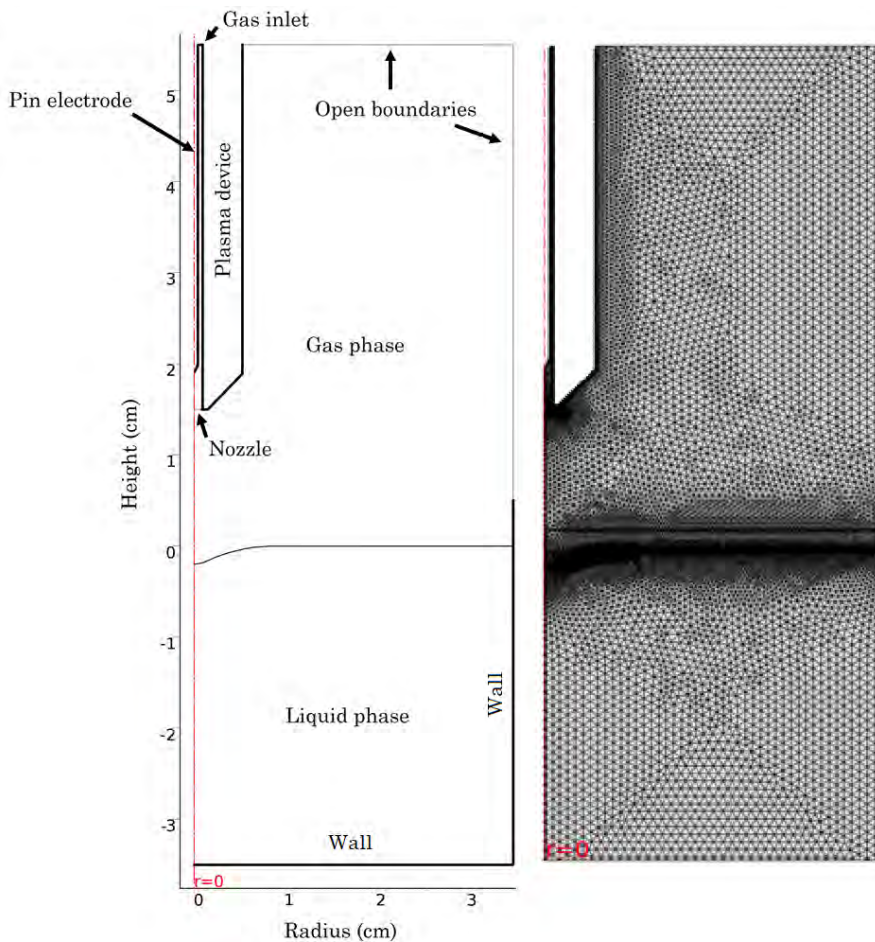 Gas inlet
Pin electrode
Open boundaries
Plasma device
Gas phase
Nozzle
Height (cm)
5
4
3
2
1
0
-1
-2
-3
Wall
Liquid phase
Wall
r=0
r=0
0
1
2
3
Radius (cm)